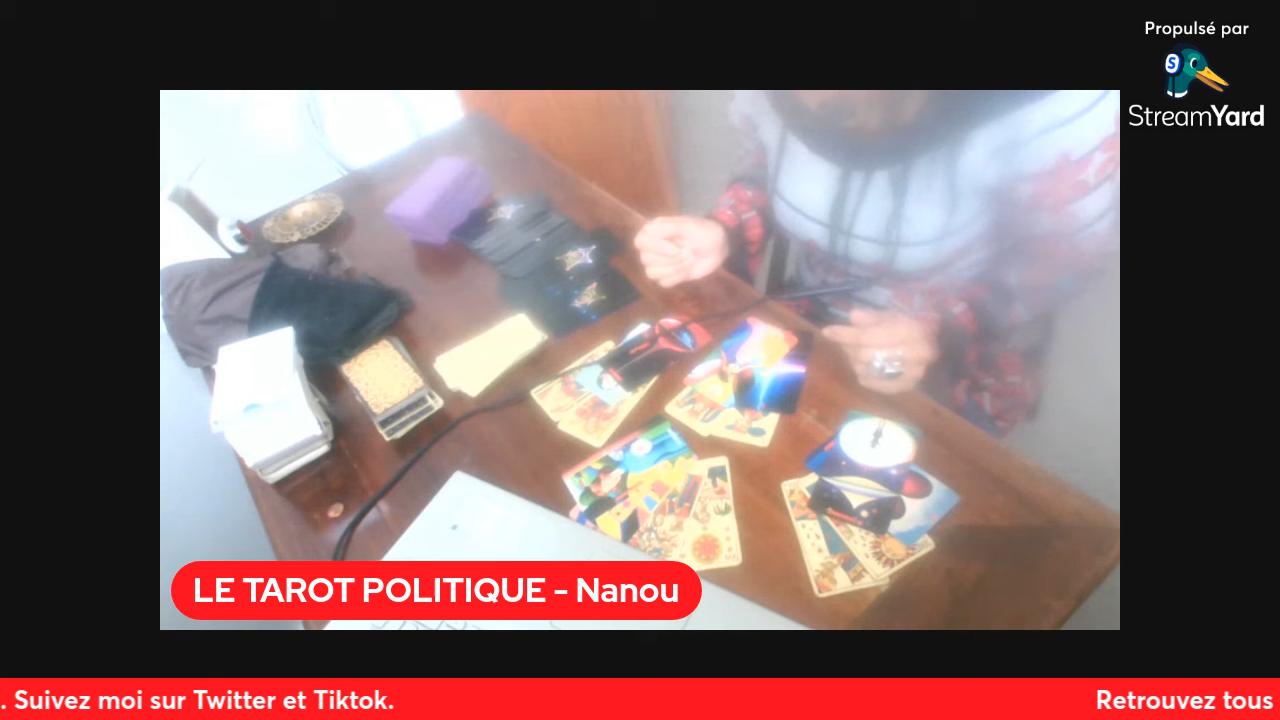 Propulsé par
StreamYard
LE TAROT POLITIQUE - Nanou
. Suivez moi sur Twitter et Tiktok.
Retrouvez tous